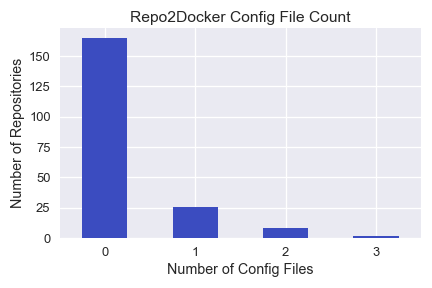 Repo2Docker Config File Count
Number of Repositories
150
125
100
75
50
25
0
0 1 2 3
Number of Config Files